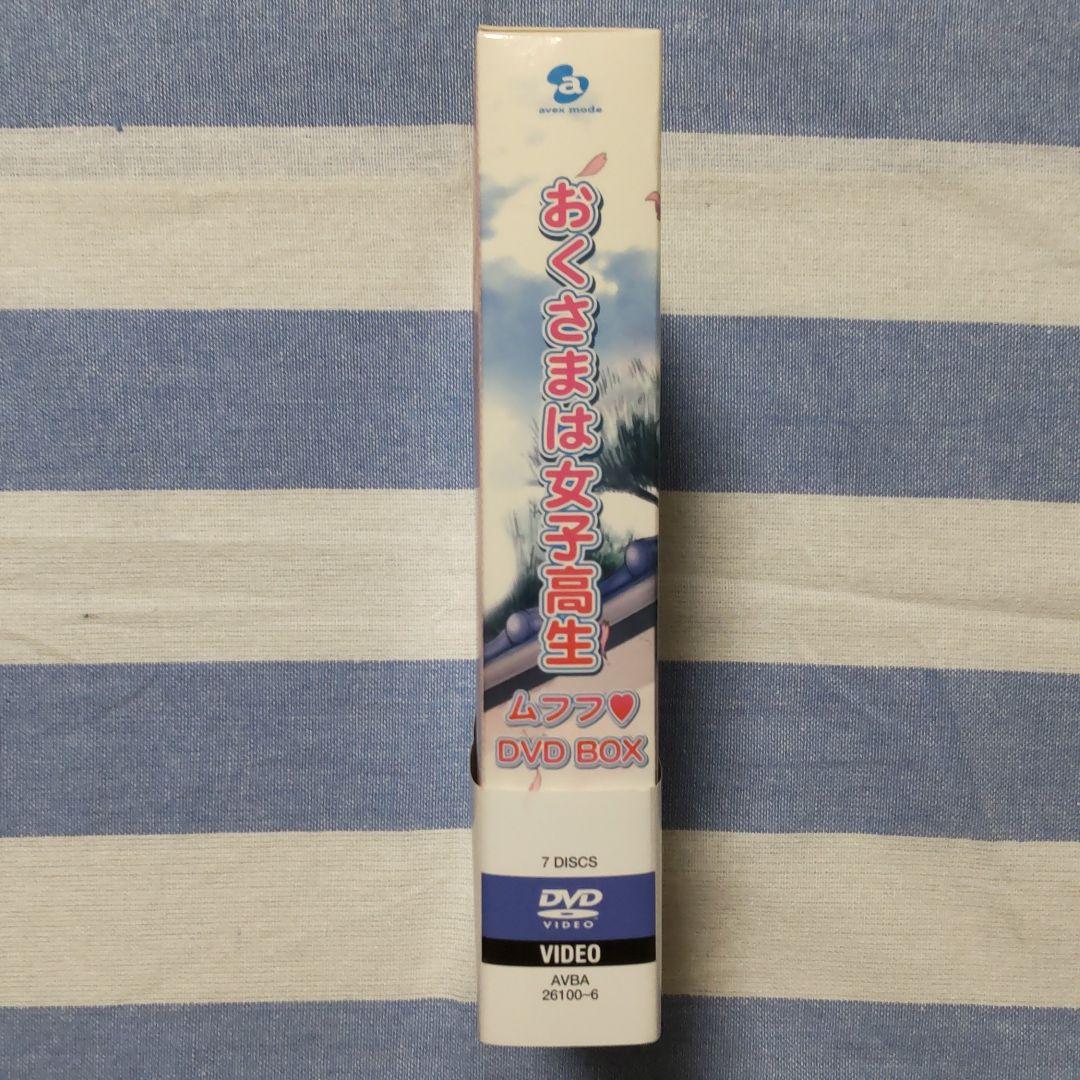 a
avex mode
おくさまは女子高生
ムフフ♥
DVD BOX
7 DISCS
DVD
VIDEO
VIDEO
AVBA
26100~6